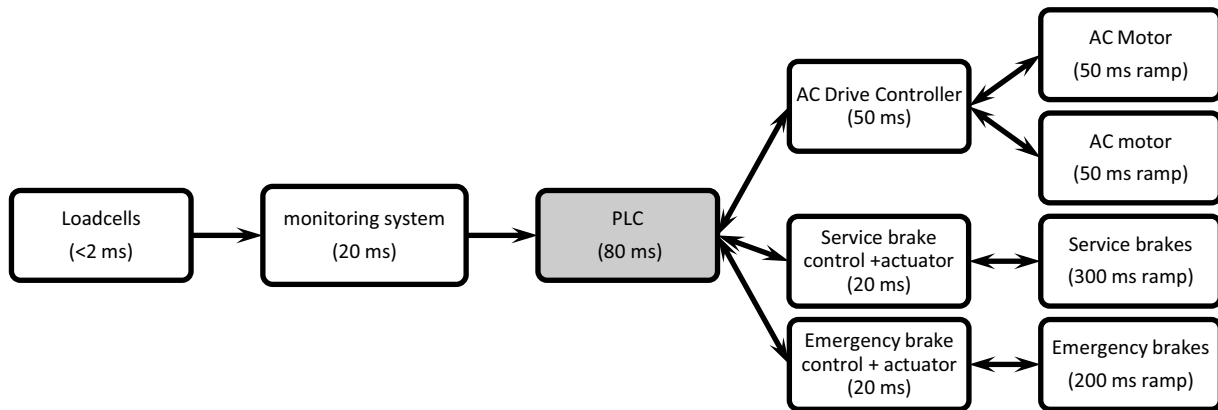 Loadcells
(<2 ms)
monitoring system
(20 ms)
PLC
(80 ms)
AC Drive Controller
(50 ms)
AC Motor
(50 ms ramp)
AC motor
(50 ms ramp)
Service brake
control +actuator
(20 ms)
Service brakes
(300 ms ramp)
Emergency brake
control + actuator
(20 ms)
Emergency brakes
(200 ms ramp)